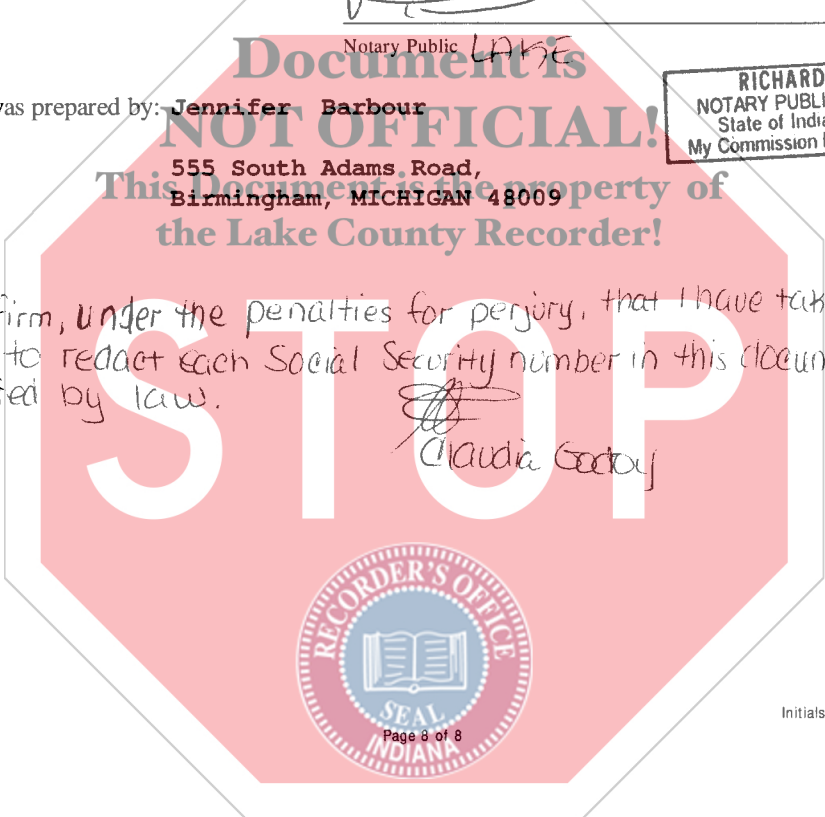 Notary Public LAKE
Document is
RICHARD
NOTARY PUBLI
State of India
My Commission
was prepared by: Jennifer Barbour
NOT OFFICIAL!
555 South Adams Road,
This Document is the property of
Birmingham, MICHIGAN 48009
the Lake County Recorder!
firm, under the penalties for perjury, that I have tak
to redact each Social Security number in this docum
ed by law.
Claudia Godoy
STOP
RECORDER'S OFFICE
SEAL
INDIANA
Initials
Page 8 of 8